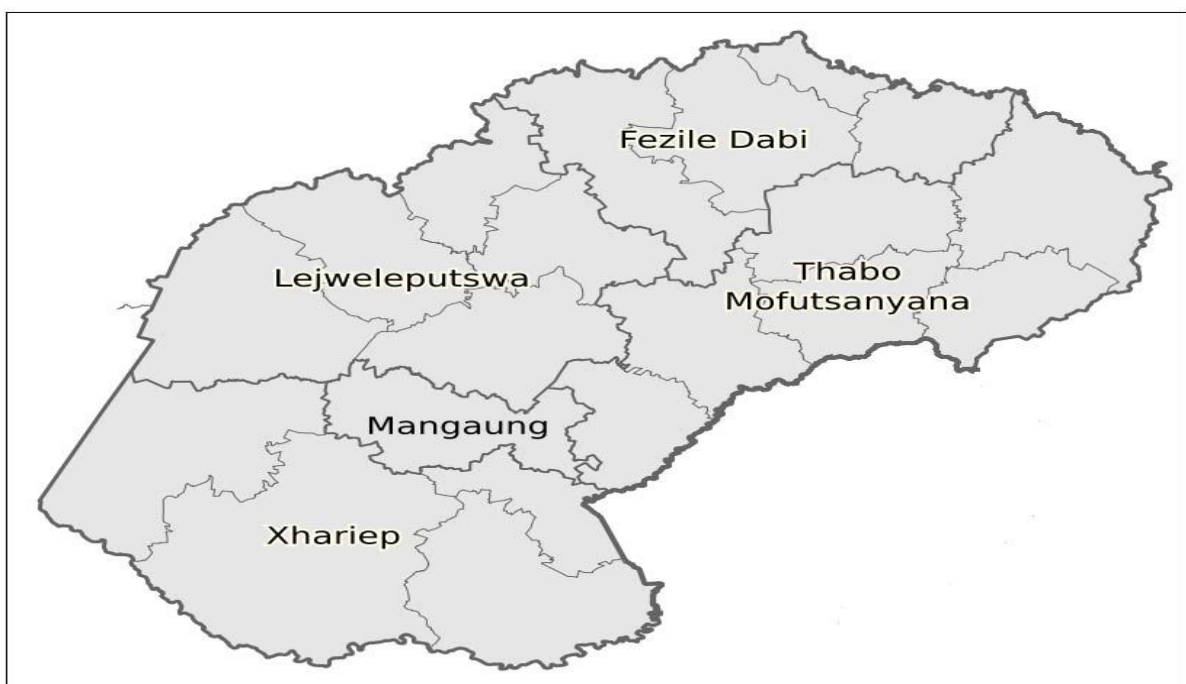 Fezile Dabi
Lejweleputswa
Thabo
Mofutsanyana
Mangaung
Xhariep